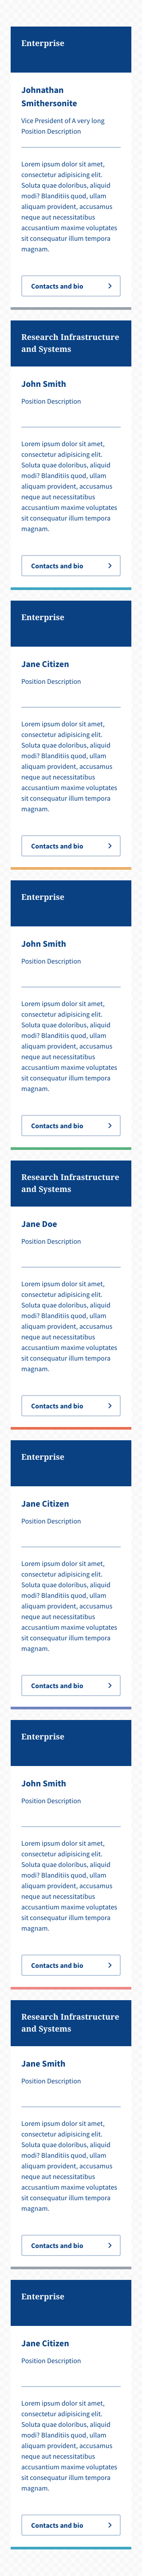 Enterprise
Johnathan
Smithersonite
Vice President of A very long
Position Description
Lorem ipsum dolor sit amet,
consectetur adipisicing elit.
Soluta quae doloribus, aliquid
modi? Blanditiis quod, ullam
aliquam provident, accusamus
neque aut necessitatibus
accusantium maxime voluptates
sit consequatur illum tempora
magnam.
Contacts and bio
Research Infrastructure
and Systems
John Smith
Position Description
Lorem ipsum dolor sit amet,
consectetur adipisicing elit.
Soluta quae doloribus, aliquid
modi? Blanditiis quod, ullam
aliquam provident, accusamus
neque aut necessitatibus
accusantium maxime voluptates
sit consequatur illum tempora
magnam.
Contacts and bio
Enterprise
Jane Citizen
Position Description
Lorem ipsum dolor sit amet,
consectetur adipisicing elit.
Soluta quae doloribus, aliquid
modi? Blanditiis quod, ullam
aliquam provident, accusamus
neque aut necessitatibus
accusantium maxime voluptates
sit consequatur illum tempora
magnam.
Contacts and bio
Enterprise
John Smith
Position Description
Lorem ipsum dolor sit amet,
consectetur adipisicing elit.
Soluta quae doloribus, aliquid
modi? Blanditiis quod, ullam
aliquam provident, accusamus
neque aut necessitatibus
accusantium maxime voluptates
sit consequatur illum tempora
magnam.
Contacts and bio
Research Infrastructure
and Systems
Jane Doe
Position Description
Lorem ipsum dolor sit amet,
consectetur adipisicing elit.
Soluta quae doloribus, aliquid
modi? Blanditiis quod, ullam
aliquam provident, accusamus
neque aut necessitatibus
accusantium maxime voluptates
sit consequatur illum tempora
magnam.
Contacts and bio
Enterprise
Jane Citizen
Position Description
Lorem ipsum dolor sit amet,
consectetur adipisicing elit.
Soluta quae doloribus, aliquid
modi? Blanditiis quod, ullam
aliquam provident, accusamus
neque aut necessitatibus
accusantium maxime voluptates
sit consequatur illum tempora
magnam.
Contacts and bio
Enterprise
John Smith
Position Description
Lorem ipsum dolor sit amet,
consectetur adipisicing elit.
Soluta quae doloribus, aliquid
modi? Blanditiis quod, ullam
aliquam provident, accusamus
neque aut necessitatibus
accusantium maxime voluptates
sit consequatur illum tempora
magnam.
Contacts and bio
Research Infrastructure
and Systems
Jane Smith
Position Description
Lorem ipsum dolor sit amet,
consectetur adipisicing elit.
Soluta quae doloribus, aliquid
modi? Blanditiis quod, ullam
aliquam provident, accusamus
neque aut necessitatibus
accusantium maxime voluptates
sit consequatur illum tempora
magnam.
Contacts and bio
Enterprise
Jane Citizen
Position Description
Lorem ipsum dolor sit amet,
consectetur adipisicing elit.
Soluta quae doloribus, aliquid
modi? Blanditiis quod, ullam
aliquam provident, accusamus
neque aut necessitatibus
accusantium maxime voluptates
sit consequatur illum tempora
magnam.
Contacts and bio